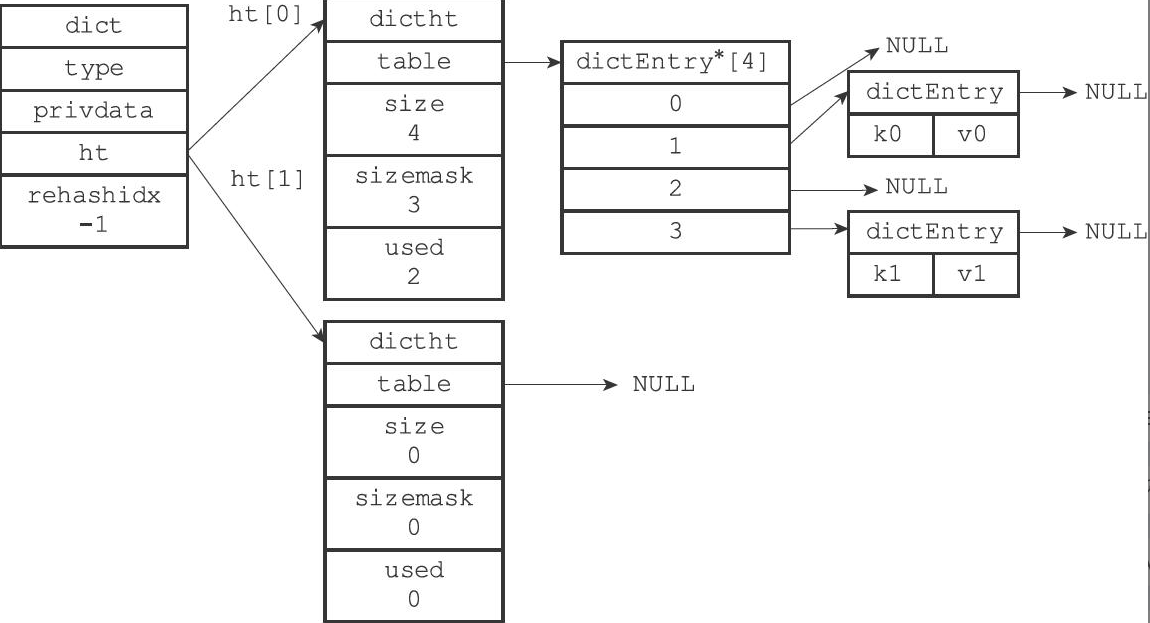 dict
type
privdata
ht
rehashidx
-1
ht[0]
ht[1]
dictht
table
size
4
sizemask
3
used
2
dictht
table
size
0
sizemask
0
used
0
NULL
dictEntry*[4]
0
1
2
3
NULL
dictEntry
k0 v0
NULL
NULL
dictEntry
k1 v1
NULL